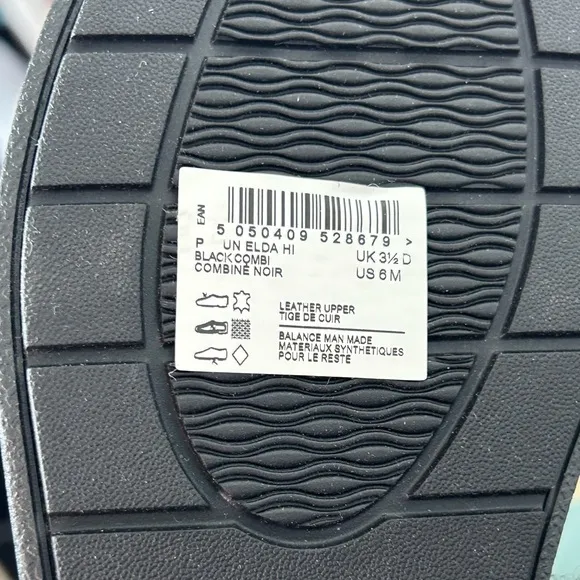 EAN
5 050409 528679 >
P UN ELDA HI UK 3½ D
BLACK COMBI US 6 M
COMBINÉ NOIR
LEATHER UPPER
TIGE DE CUIR
BALANCE MAN MADE
MATERIAUX SYNTHÉTIQUES
POUR LE RESTE